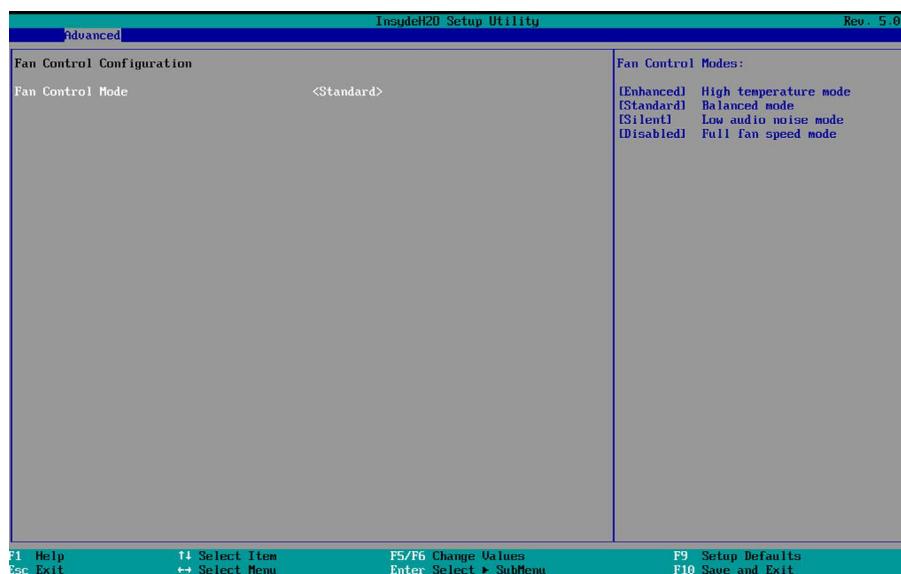 InsydeH20 Setup Utility Rev. 5.0
Advanced
Fan Control Configuration
Fan Control Mode <Standard>
Fan Control Modes:
[Enhanced] High temperature mode
[Standard] Balanced mode
[Silent] Low audio noise mode
[Disabled] Full fan speed mode
F1 Help ↑↓ Select Item F5/F6 Change Values F9 Setup Defaults
Esc Exit ↔ Select Menu Enter Select ► SubMenu F10 Save and Exit